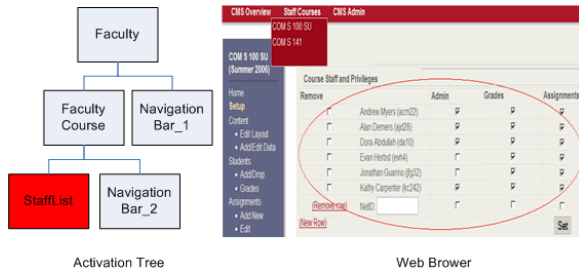 Faculty
Faculty
Course
Navigation
Bar_1
StaffList
Navigation
Bar_2
Activation Tree
CMS Overview Staff Courses CMS Admin
COM S 100 SU
COM S 141
COM S 100 SU
(Summer 2006)
Home
Setup
Content
• Edit Layout
• Add/Edit Data
Students
• Add/Drop
• Grades
Assignments
• Add New
• Edit
Course Staff and Privileges
Remove Admin Grades Assignments
Andrew Myers (acm22)
Alan Demers (ajd28)
Dora Abdullah (da10)
Evan Herbst (evh4)
Jonathan Guarino (jfg32)
Kathy Carpenter (kc242)
(Remove row) NetID:
(New Row)
Set
Web Brower